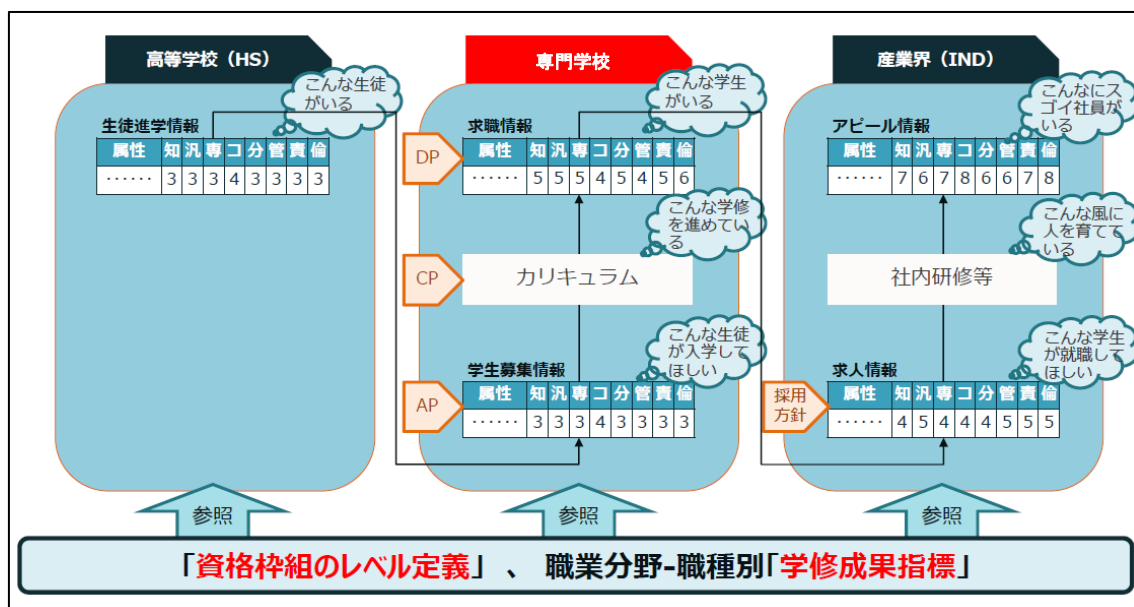 高等学校（HS）
こんな生徒
がいる
生徒進学情報
属性 知 汎 専 コ 分 管 責 倫
‥‥‥ 3 3 3 4 3 3 3 3
専門学校
こんな学生
がいる
求職情報
DP
属性 知 汎 専 コ 分 管 責 倫
‥‥‥ 5 5 5 4 5 4 5 6
こんな学修
を進めてい
る
CP
カリキュラム
こんな生徒
が入学して
ほしい
学生募集情報
AP
属性 知 汎 専 コ 分 管 責 倫
‥‥‥ 3 3 3 4 3 3 3 3
産業界（IND）
こんなにス
ゴイ社員が
いる
アピール情報
属性 知 汎 専 コ 分 管 責 倫
‥‥‥ 7 6 7 8 6 6 7 8
こんな風に
人を育てて
いる
社内研修等
こんな学生
が就職して
ほしい
求人情報
採用
方針
属性 知 汎 専 コ 分 管 責 倫
‥‥‥ 4 5 4 4 4 5 5 5
参照
参照
参照
「資格枠組のレベル定義」 、 職業分野-職種別「学修成果指標」